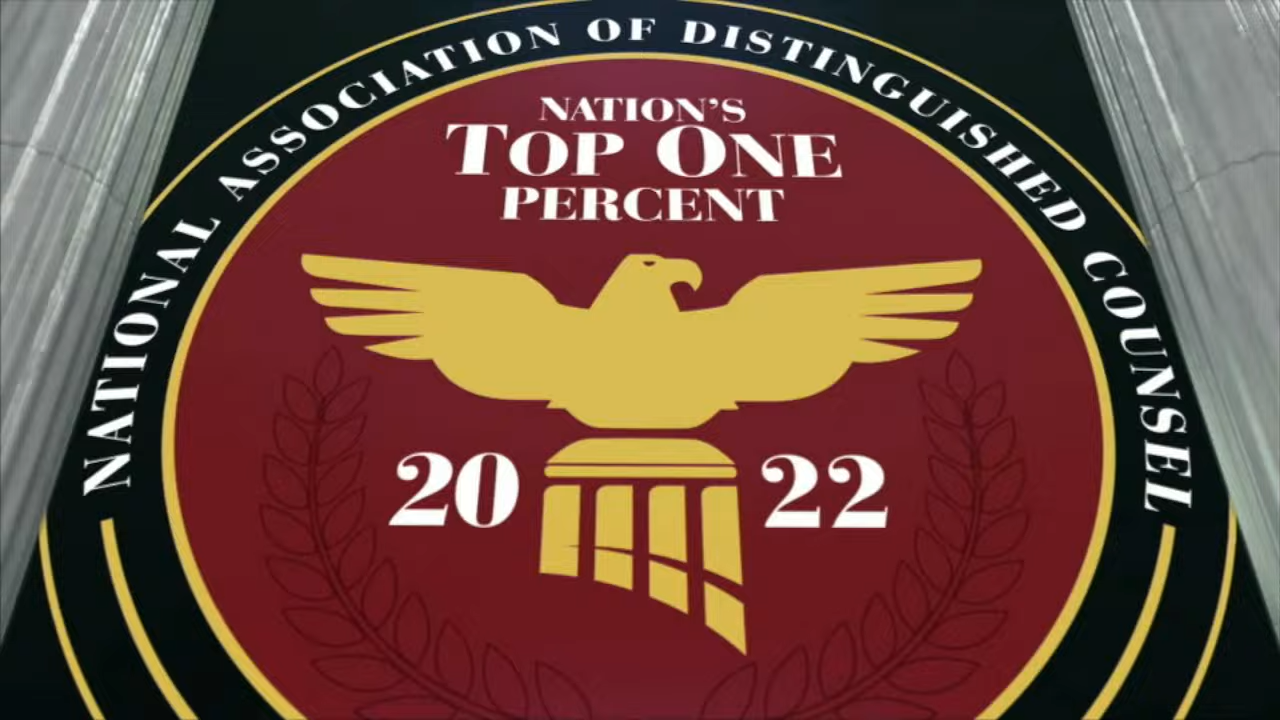 NATIONAL ASSOCIATION OF DISTINGUISHED COUNSEL
NATION'S
TOP ONE
PERCENT
20 22